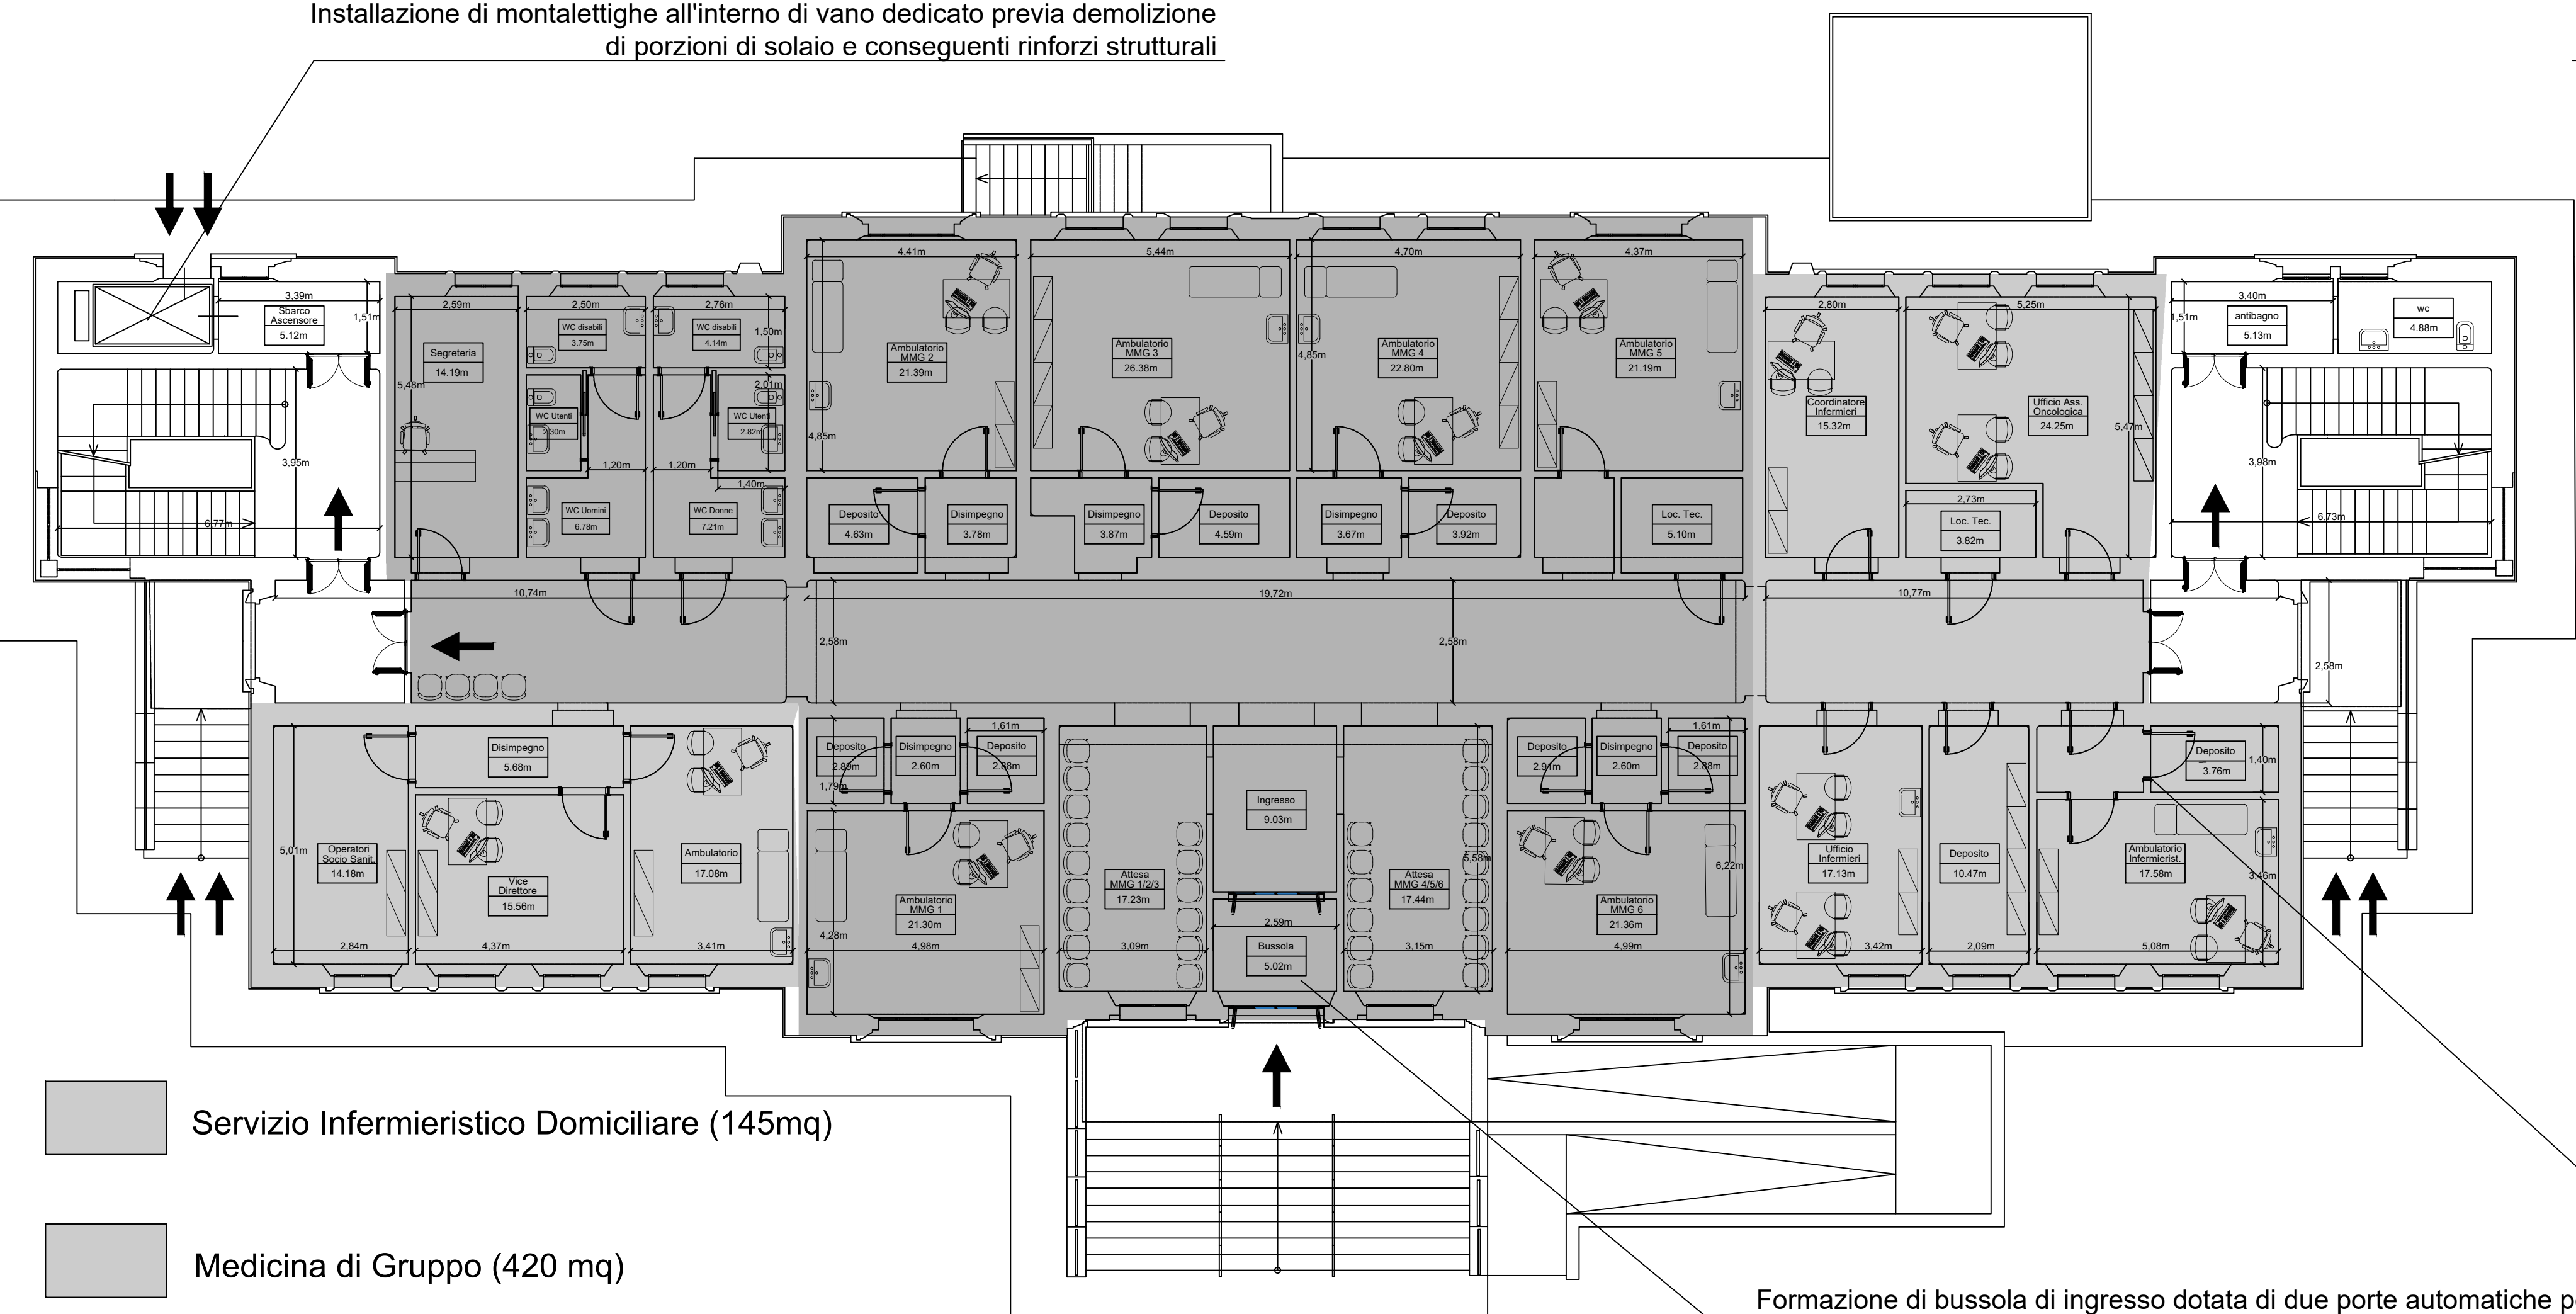 Installazione di montalettighe all'interno di vano dedicato previa demolizione
di porzioni di solaio e conseguenti rinforzi strutturali
4,41m
5,44m
4,70m
4,37m
3,39m
Sbarco
Ascensore
5.12m
1,51m
2,59m
2,50m
2,76m
WC disabili
3.75m
WC disabili
4.14m
1,50m
Segreteria
14.19m
5,48m
Ambulatorio
MMG 2
21.39m
Ambulatorio
MMG 3
26.38m
4,85m
Ambulatorio
MMG 4
22.80m
Ambulatorio
MMG 5
21.19m
2,80m
5,25m
3,40m
1,51m
antibagno
5.13m
wc
4.88m
2,01m
WC Utenti
2.30m
WC Utenti
2.82m
4,85m
Coordinatore
Infermieri
15.32m
Ufficio Ass.
Oncologica
24.25m
5,47m
3,95m
3,98m
1,20m
1,20m
1,40m
6,77m
WC Uomini
6.78m
WC Donne
7.21m
Deposito
4.63m
Disimpegno
3.78m
Disimpegno
3.87m
Deposito
4.59m
Disimpegno
3.67m
Deposito
3.92m
Loc. Tec.
5.10m
2,73m
Loc. Tec.
3.82m
6,73m
10,74m
19,72m
10,77m
2,58m
2,58m
2,58m
Disimpegno
5.68m
Deposito
2.89m
1,79m
Disimpegno
2.60m
1,61m
Deposito
2.88m
Deposito
2.91m
Disimpegno
2.60m
1,61m
Deposito
2.88m
Deposito
3.76m
1,40m
Ingresso
9.03m
5,01m
Operatori
Socio Sanit.
14.18m
Vice
Direttore
15.56m
Ambulatorio
17.08m
Ambulatorio
MMG 1
21.30m
4,28m
Attesa
MMG 1/2/3
17.23m
Attesa
MMG 4/5/6
17.44m
5,58m
Ambulatorio
MMG 6
21.36m
6,22m
Ufficio
Infermieri
17.13m
Deposito
10.47m
Ambulatorio
Infermierist.
17.58m
3,46m
2,84m
4,37m
3,41m
4,98m
3,09m
2,59m
Bussola
5.02m
3,15m
4,99m
3,42m
2,09m
5,08m
Servizio Infermieristico Domiciliare (145mq)
Medicina di Gruppo (420 mq)
Formazione di bussola di ingresso dotata di due porte automatiche